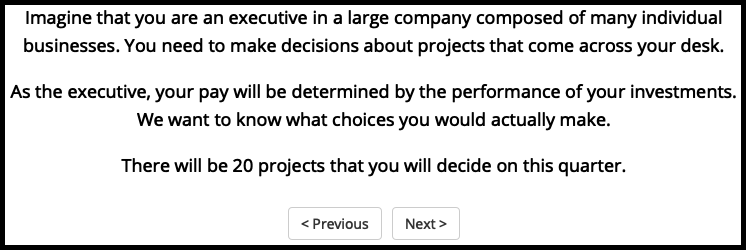 Imagine that you are an executive in a large company composed of many individual
businesses. You need to make decisions about projects that come across your desk.
As the executive, your pay will be determined by the performance of your investments.
We want to know what choices you would actually make.
There will be 20 projects that you will decide on this quarter.
< Previous Next >